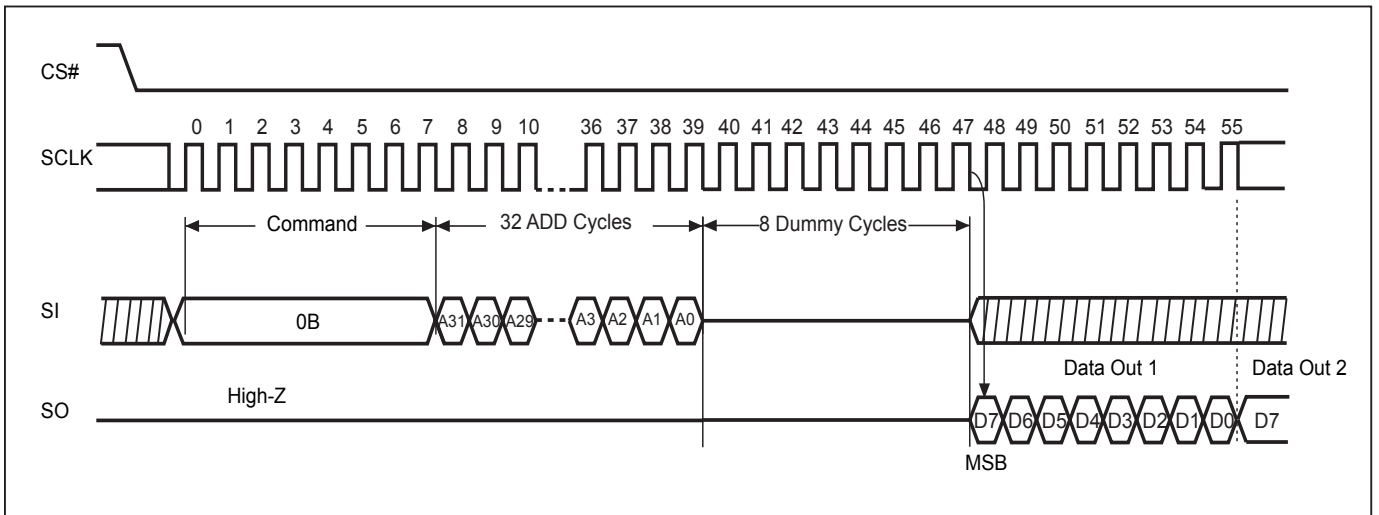 CS#
0 1 2 3 4 5 6 7 8 9 10 36 37 38 39 40 41 42 43 44 45 46 47 48 49 50 51 52 53 54 55
SCLK
Command 32 ADD Cycles 8 Dummy Cycles
SI 0B A31 A30 A29 A3 A2 A1 A0
Data Out 1 Data Out 2
High-Z
SO D7 D6 D5 D4 D3 D2 D1 D0 D7
MSB